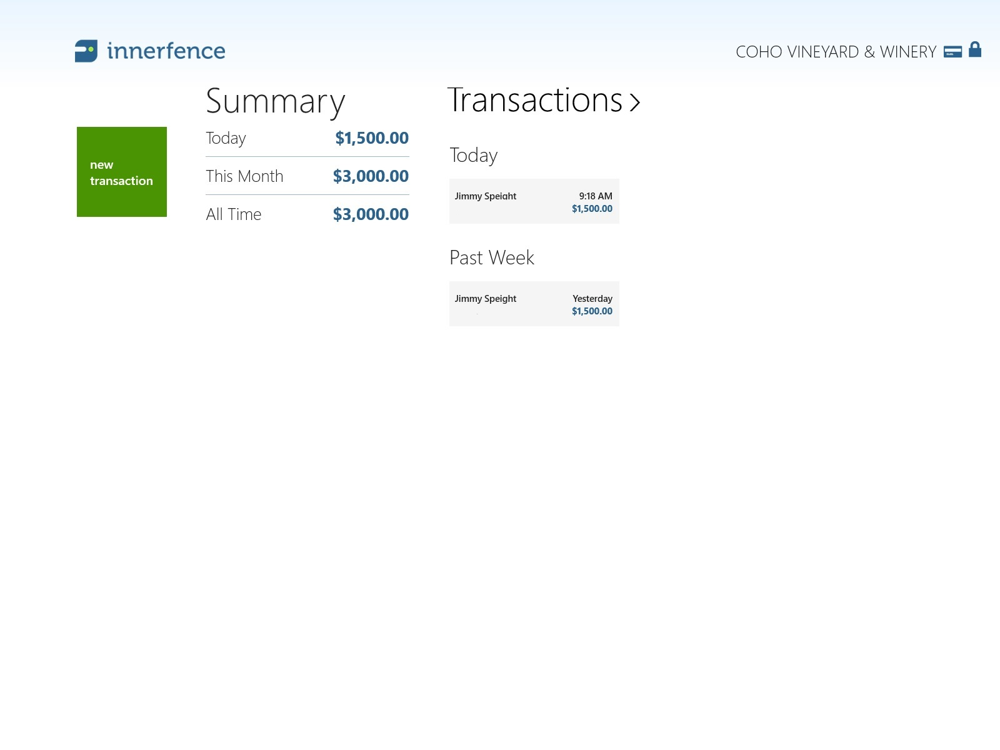 innerfence
COHO VINEYARD & WINERY
Summary
Today $1,500.00
This Month $3,000.00
All Time $3,000.00
new
transaction
Transactions >
Today
Jimmy Speight 9:18 AM
$1,500.00
Past Week
Jimmy Speight Yesterday
$1,500.00